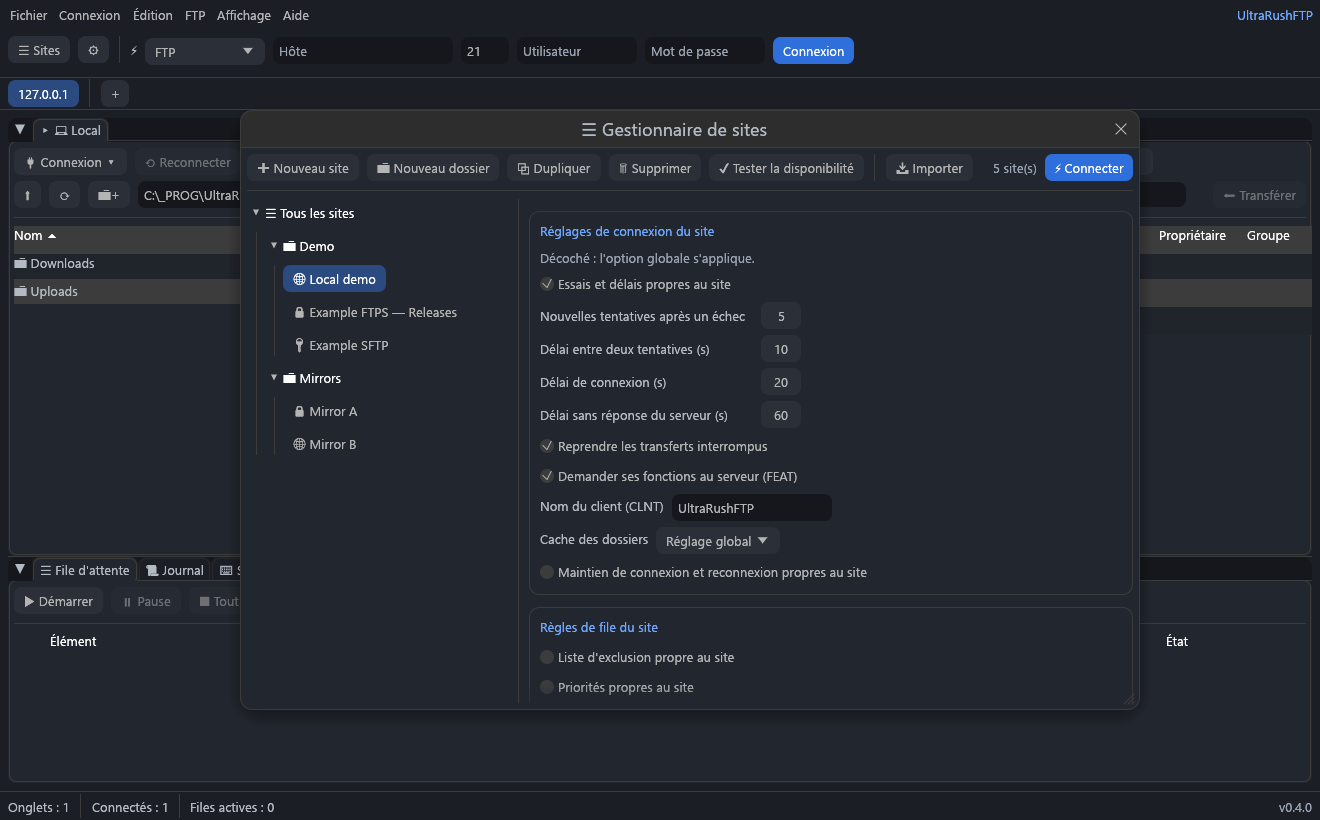 Fichier Connexion Édition FTP Affichage Aide UltraRushFTP
Sites FTP Hôte 21 Utilisateur Mot de passe Connexion
127.0.0.1 +
Local
Gestionnaire de sites
Connexion Reconnecter
Nouveau site Nouveau dossier Dupliquer Supprimer Tester la disponibilité Importer 5 site(s) Connecter
C:\_PROG\UltraR Transférer
Nom Propriétaire Groupe
Downloads
Uploads
Tous les sites
Demo
Local demo
Example FTPS — Releases
Example SFTP
Mirrors
Mirror A
Mirror B
Réglages de connexion du site
Décoché : l'option globale s'applique.
Essais et délais propres au site
Nouvelles tentatives après un échec 5
Délai entre deux tentatives (s) 10
Délai de connexion (s) 20
Délai sans réponse du serveur (s) 60
Reprendre les transferts interrompus
Demander ses fonctions au serveur (FEAT)
Nom du client (CLNT) UltraRushFTP
Cache des dossiers Réglage global
Maintien de connexion et reconnexion propres au site
Règles de file du site
Liste d'exclusion propre au site
Priorités propres au site
File d'attente Journal
Démarrer Pause Tout
Élément État
Onglets : 1 Connectés : 1 Files actives : 0 v0.4.0